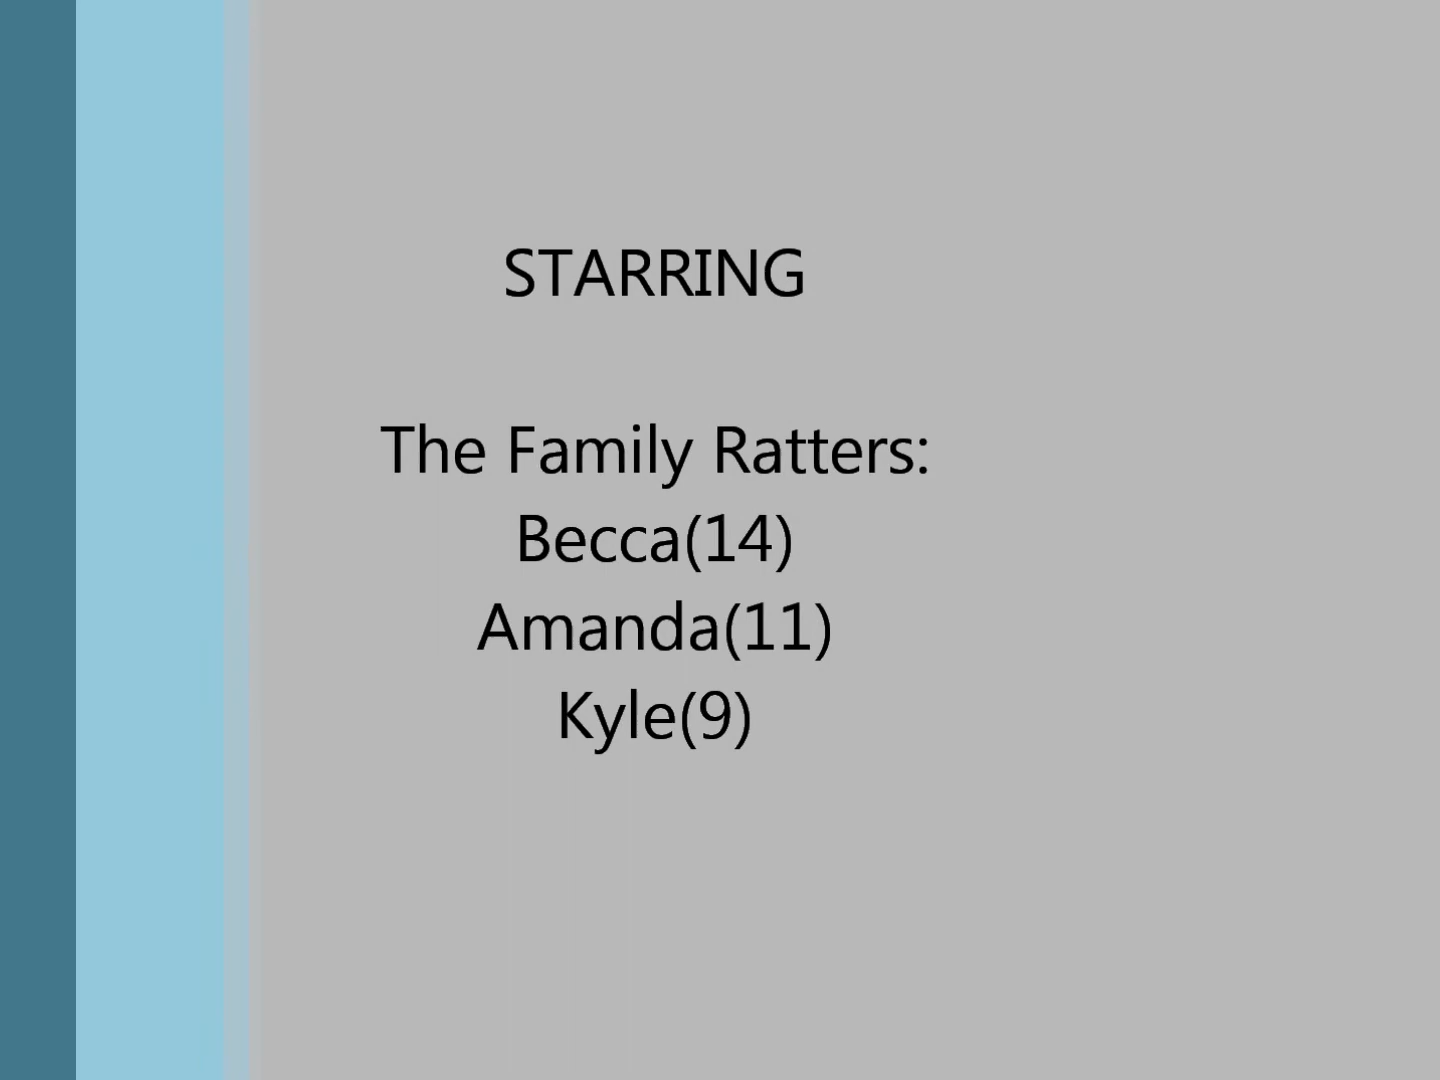 STARRING
The Family Ratters:
Becca(14)
Amanda(11)
Kyle(9)